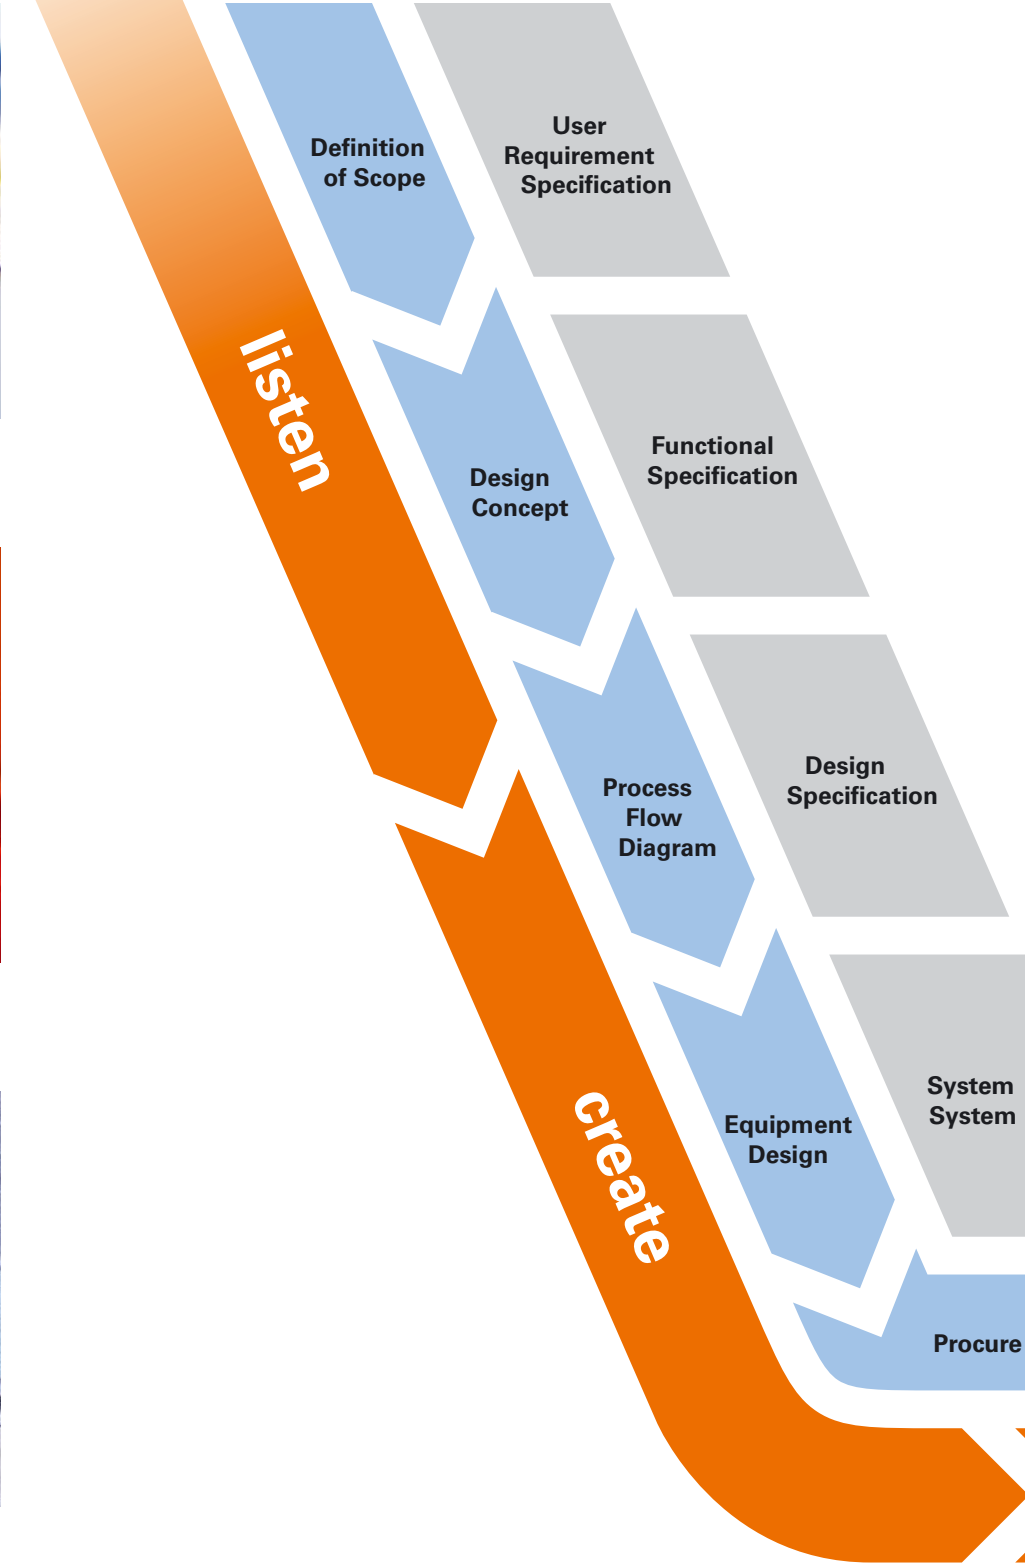 Definition
of Scope
User
Requirement
Specification
listen
Design
Concept
Functional
Specification
Process
Flow
Diagram
Design
Specification
create
Equipment
Design
System
System
Procure